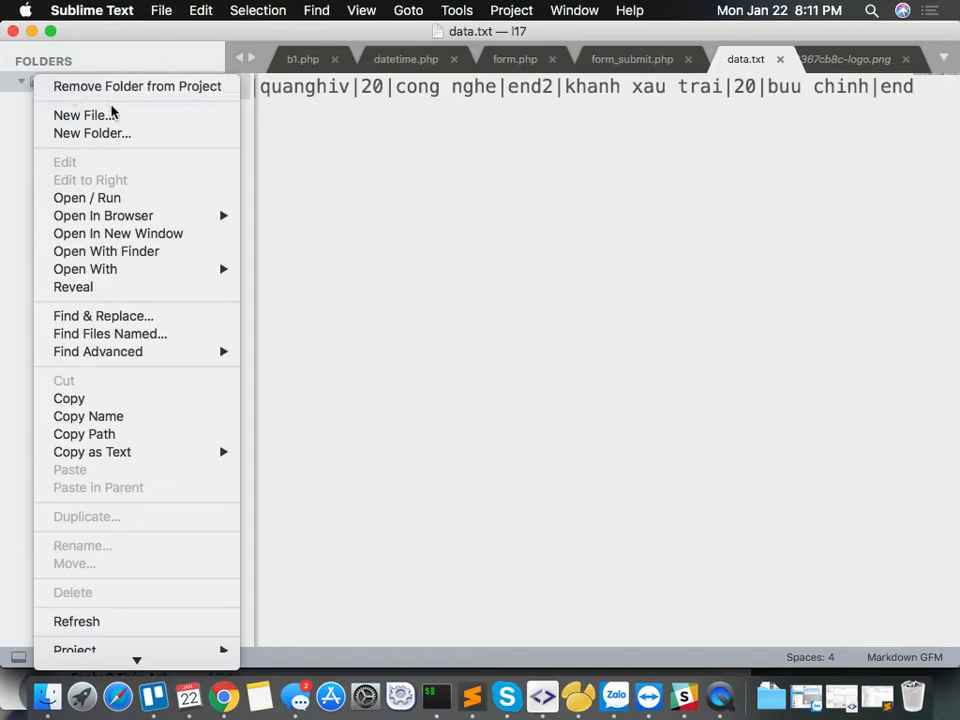 Sublime Text File Edit Selection Find View Goto Tools Project Window Help Mon Jan 22 8:11 PM
data.txt — l17
FOLDERS
b1.php × datetime.php × form.php × form_submit.php × data.txt × 367cb8c-logo.png ×
|quanghiv|20|cong nghe|end2|khanh xau trai|20|buu chinh|end
Remove Folder from Project
New File...
New Folder...
Edit
Edit to Right
Open / Run
Open In Browser
Open In New Window
Open With Finder
Open With
Reveal
Find & Replace...
Find Files Named...
Find Advanced
Cut
Copy
Copy Name
Copy Path
Copy as Text
Paste
Paste in Parent
Duplicate...
Rename...
Move...
Delete
Refresh
Project
Spaces: 4 Markdown GFM
JAN
22
2
$$
Zalo